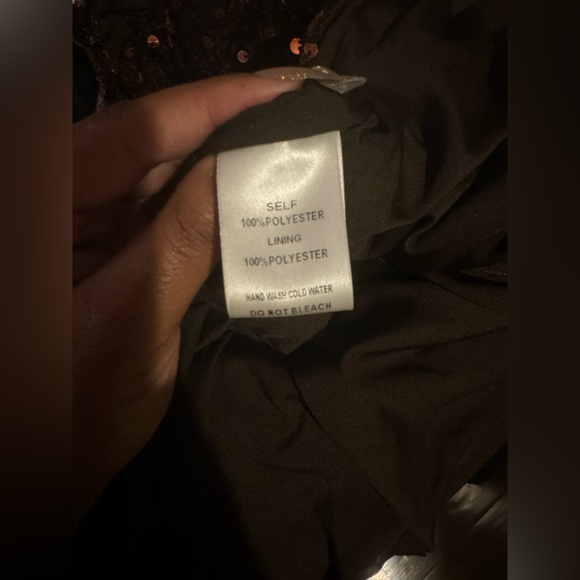 SELF
100%POLYESTER
LINING
100%POLYESTER
HAND WASH COLD WATER
DO NOT BLEACH